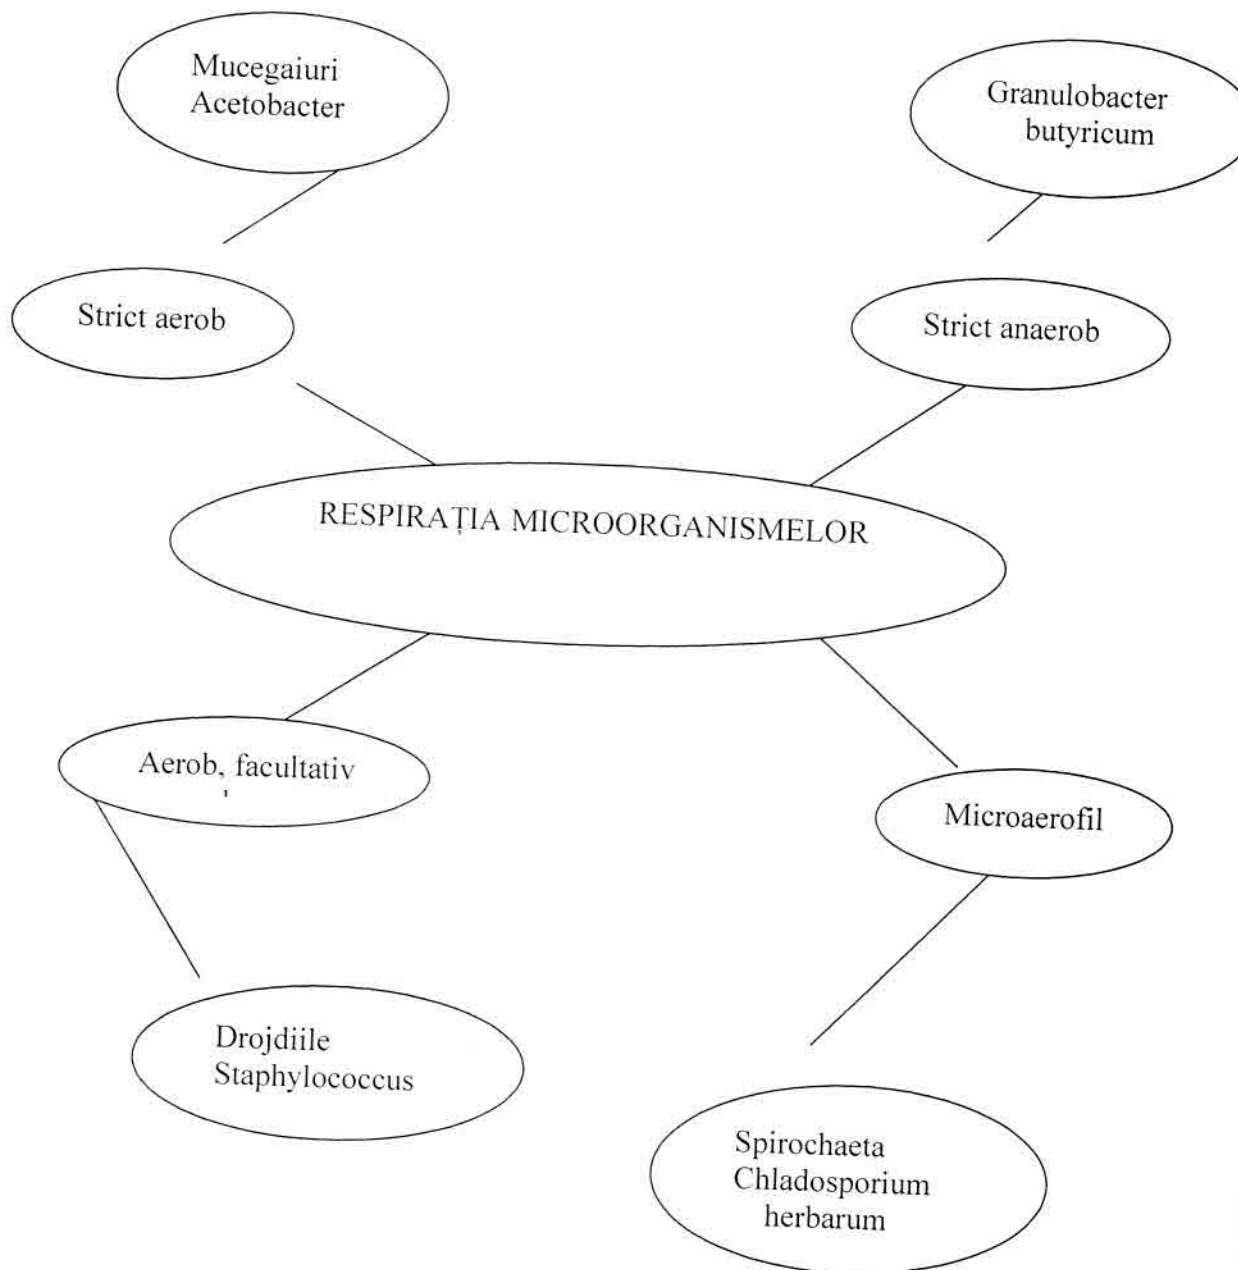 Mucegaiuri
Acetobacter
Granulobacter
butyricum
Strict aerob
Strict anaerob
RESPIRAȚIA MICROORGANISMELOR
Aerob, facultativ
Microaerofil
Drojdiile
Staphylococcus
Spirochaeta
Chladosporium
herbarum